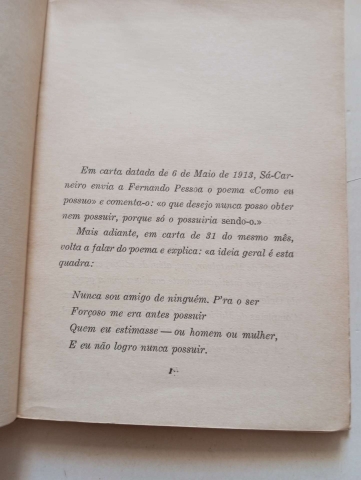 Em carta datada de 6 de Maio de 1913, Sá-Car-
neiro envia a Fernando Pessoa o poema «Como eu
possuo» e comenta-o: «o que desejo nunca posso obter
nem possuir, porque só o possuiria sendo-o.»
Mais adiante, em carta de 31 do mesmo mês,
volta a falar do poema e explica: «a ideia geral é esta
quadra:
Nunca sou amigo de ninguém. P'ra o ser
Forçoso me era antes possuir
Quem eu estimasse — ou homem ou mulher,
E eu não logro nunca possuir.